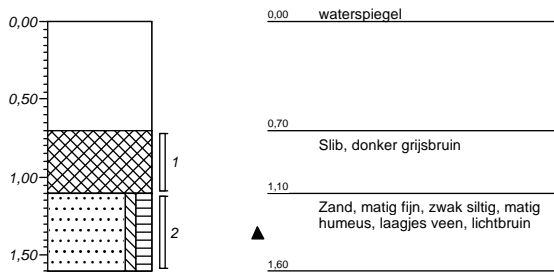 0,00
0,50
1,00
1,50
1
2
0,00 waterspiegel
0,70
Slib, donker grijsbruin
1,10
Zand, matig fijn, zwak siltig, matig
humeus, laagjes veen, lichtbruin
1,60